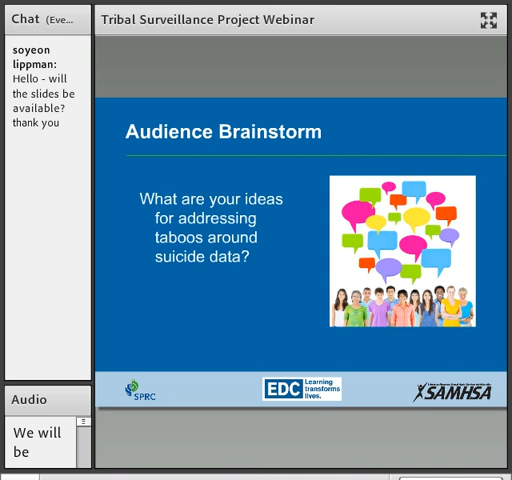 Chat (Eve...
Tribal Surveillance Project Webinar
soyeon
lippman:
Hello - will
the slides be
available?
thank you
Audience Brainstorm
What are your ideas
for addressing
taboos around
suicide data?
SPRC
EDC Learning
transforms
lives.
SAMHSA
Audio
We will
be